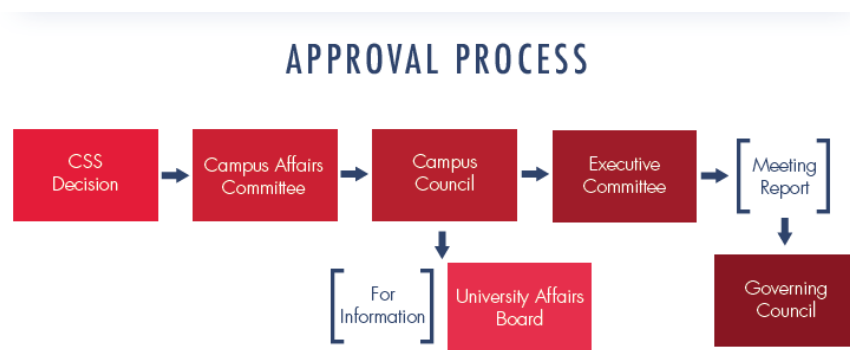 APPROVAL PROCESS
CSS
Decision
Campus Affairs
Committee
Campus
Council
Executive
Committee
Meeting
Report
For
Information
University Affairs
Board
Governing
Council